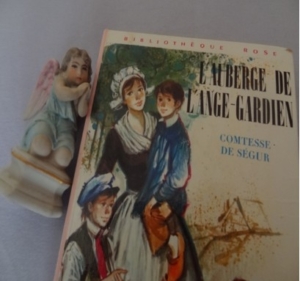 BIBLIOTHÈQUE ROSE
L'AUBERGE DE
L'ANGE-GARDIEN
COMTESSE
DE SÉGUR